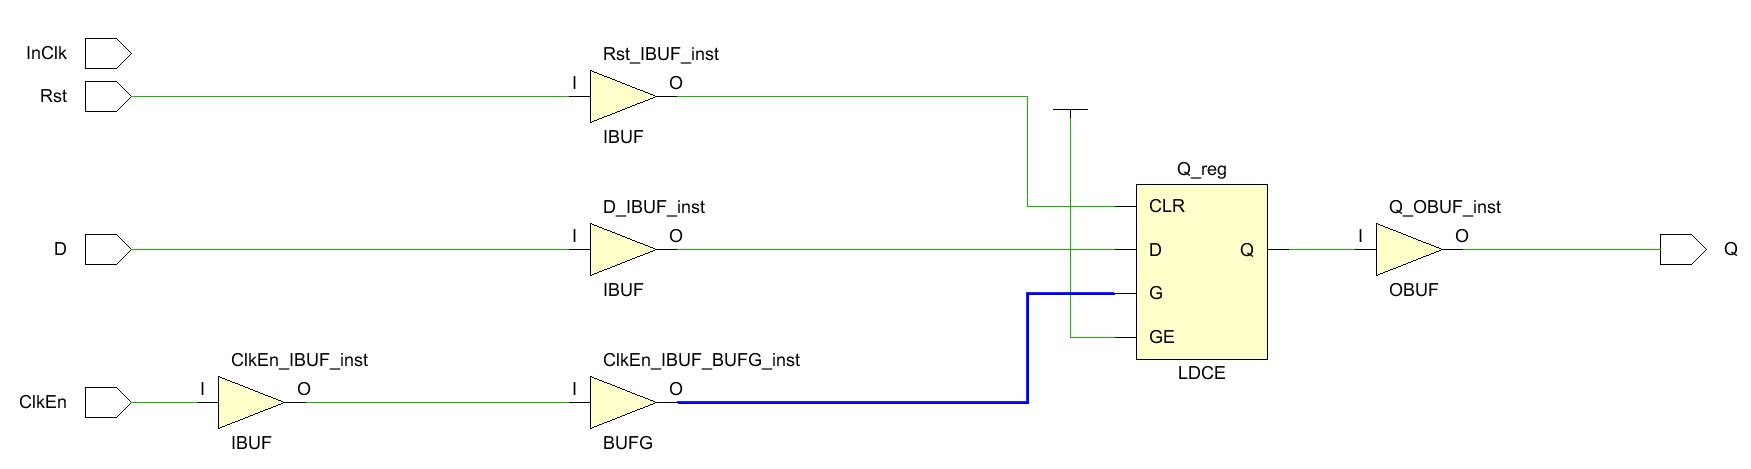 InClk
Rst
I
Rst_IBUF_inst
O
IBUF
D
I
D_IBUF_inst
O
IBUF
ClkEn
I
ClkEn_IBUF_inst
O
IBUF
I
ClkEn_IBUF_BUFG_inst
O
BUFG
Q_reg
CLR
D
Q
G
GE
LDCE
I
Q_OBUF_inst
O
OBUF
Q